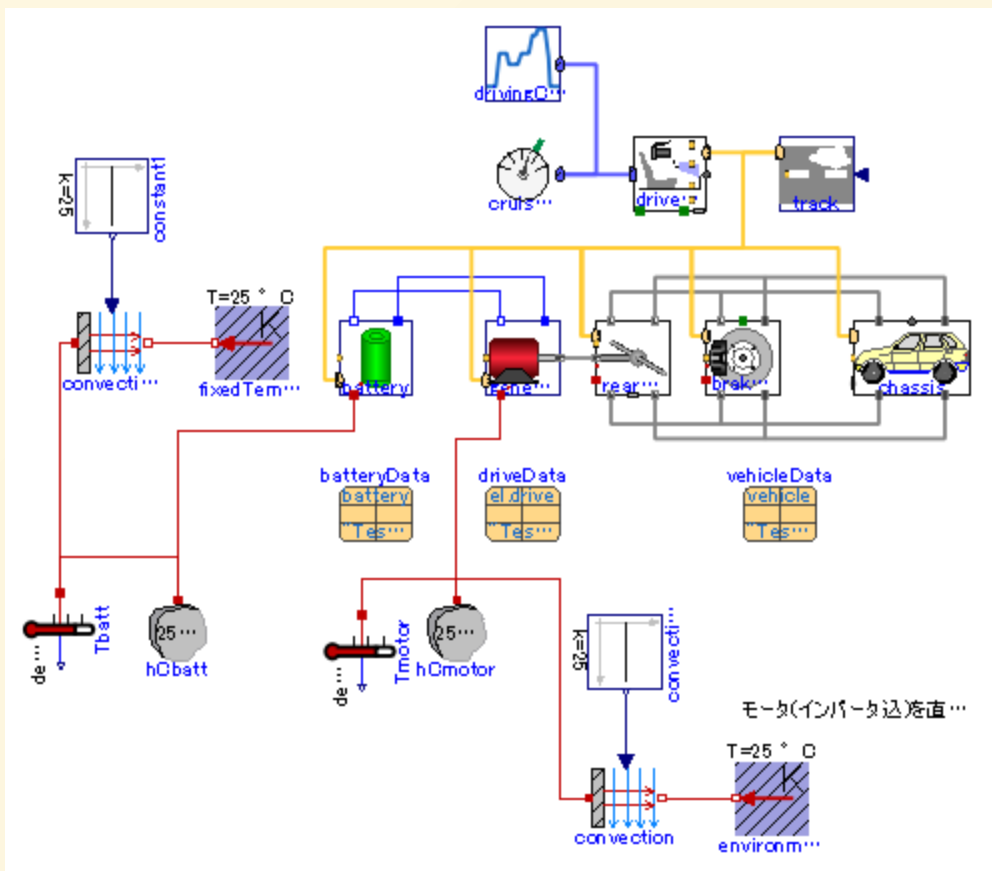 drivingC…
cruis…
drive…
track
constant1
k=25
T=25 ° C
K
convecti…
fixedTem…
battery
rear…
brak…
chassis
batteryData
battery
"Tes…
driveData
el.drive
"Tes…
vehicleData
vehicle
"Tes…
Tbatt
de…
25…
hCbatt
Tmotor
de…
25…
hCmotor
convecti…
k=25
モータ(インバータ込)を直…
T=25 ° C
K
convection
environm…